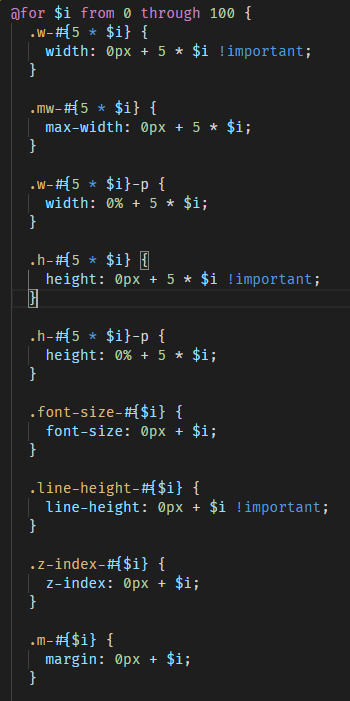 @for $i from 0 through 100 {
.w-#{5 * $i} {
width: 0px + 5 * $i !important;
}
.mw-#{5 * $i} {
max-width: 0px + 5 * $i;
}
.w-#{5 * $i}-p {
width: 0% + 5 * $i;
}
.h-#{5 * $i} {
height: 0px + 5 * $i !important;
}
.h-#{5 * $i}-p {
height: 0% + 5 * $i;
}
.font-size-#{$i} {
font-size: 0px + $i;
}
.line-height-#{$i} {
line-height: 0px + $i !important;
}
.z-index-#{$i} {
z-index: 0px + $i;
}
.m-#{$i} {
margin: 0px + $i;
}